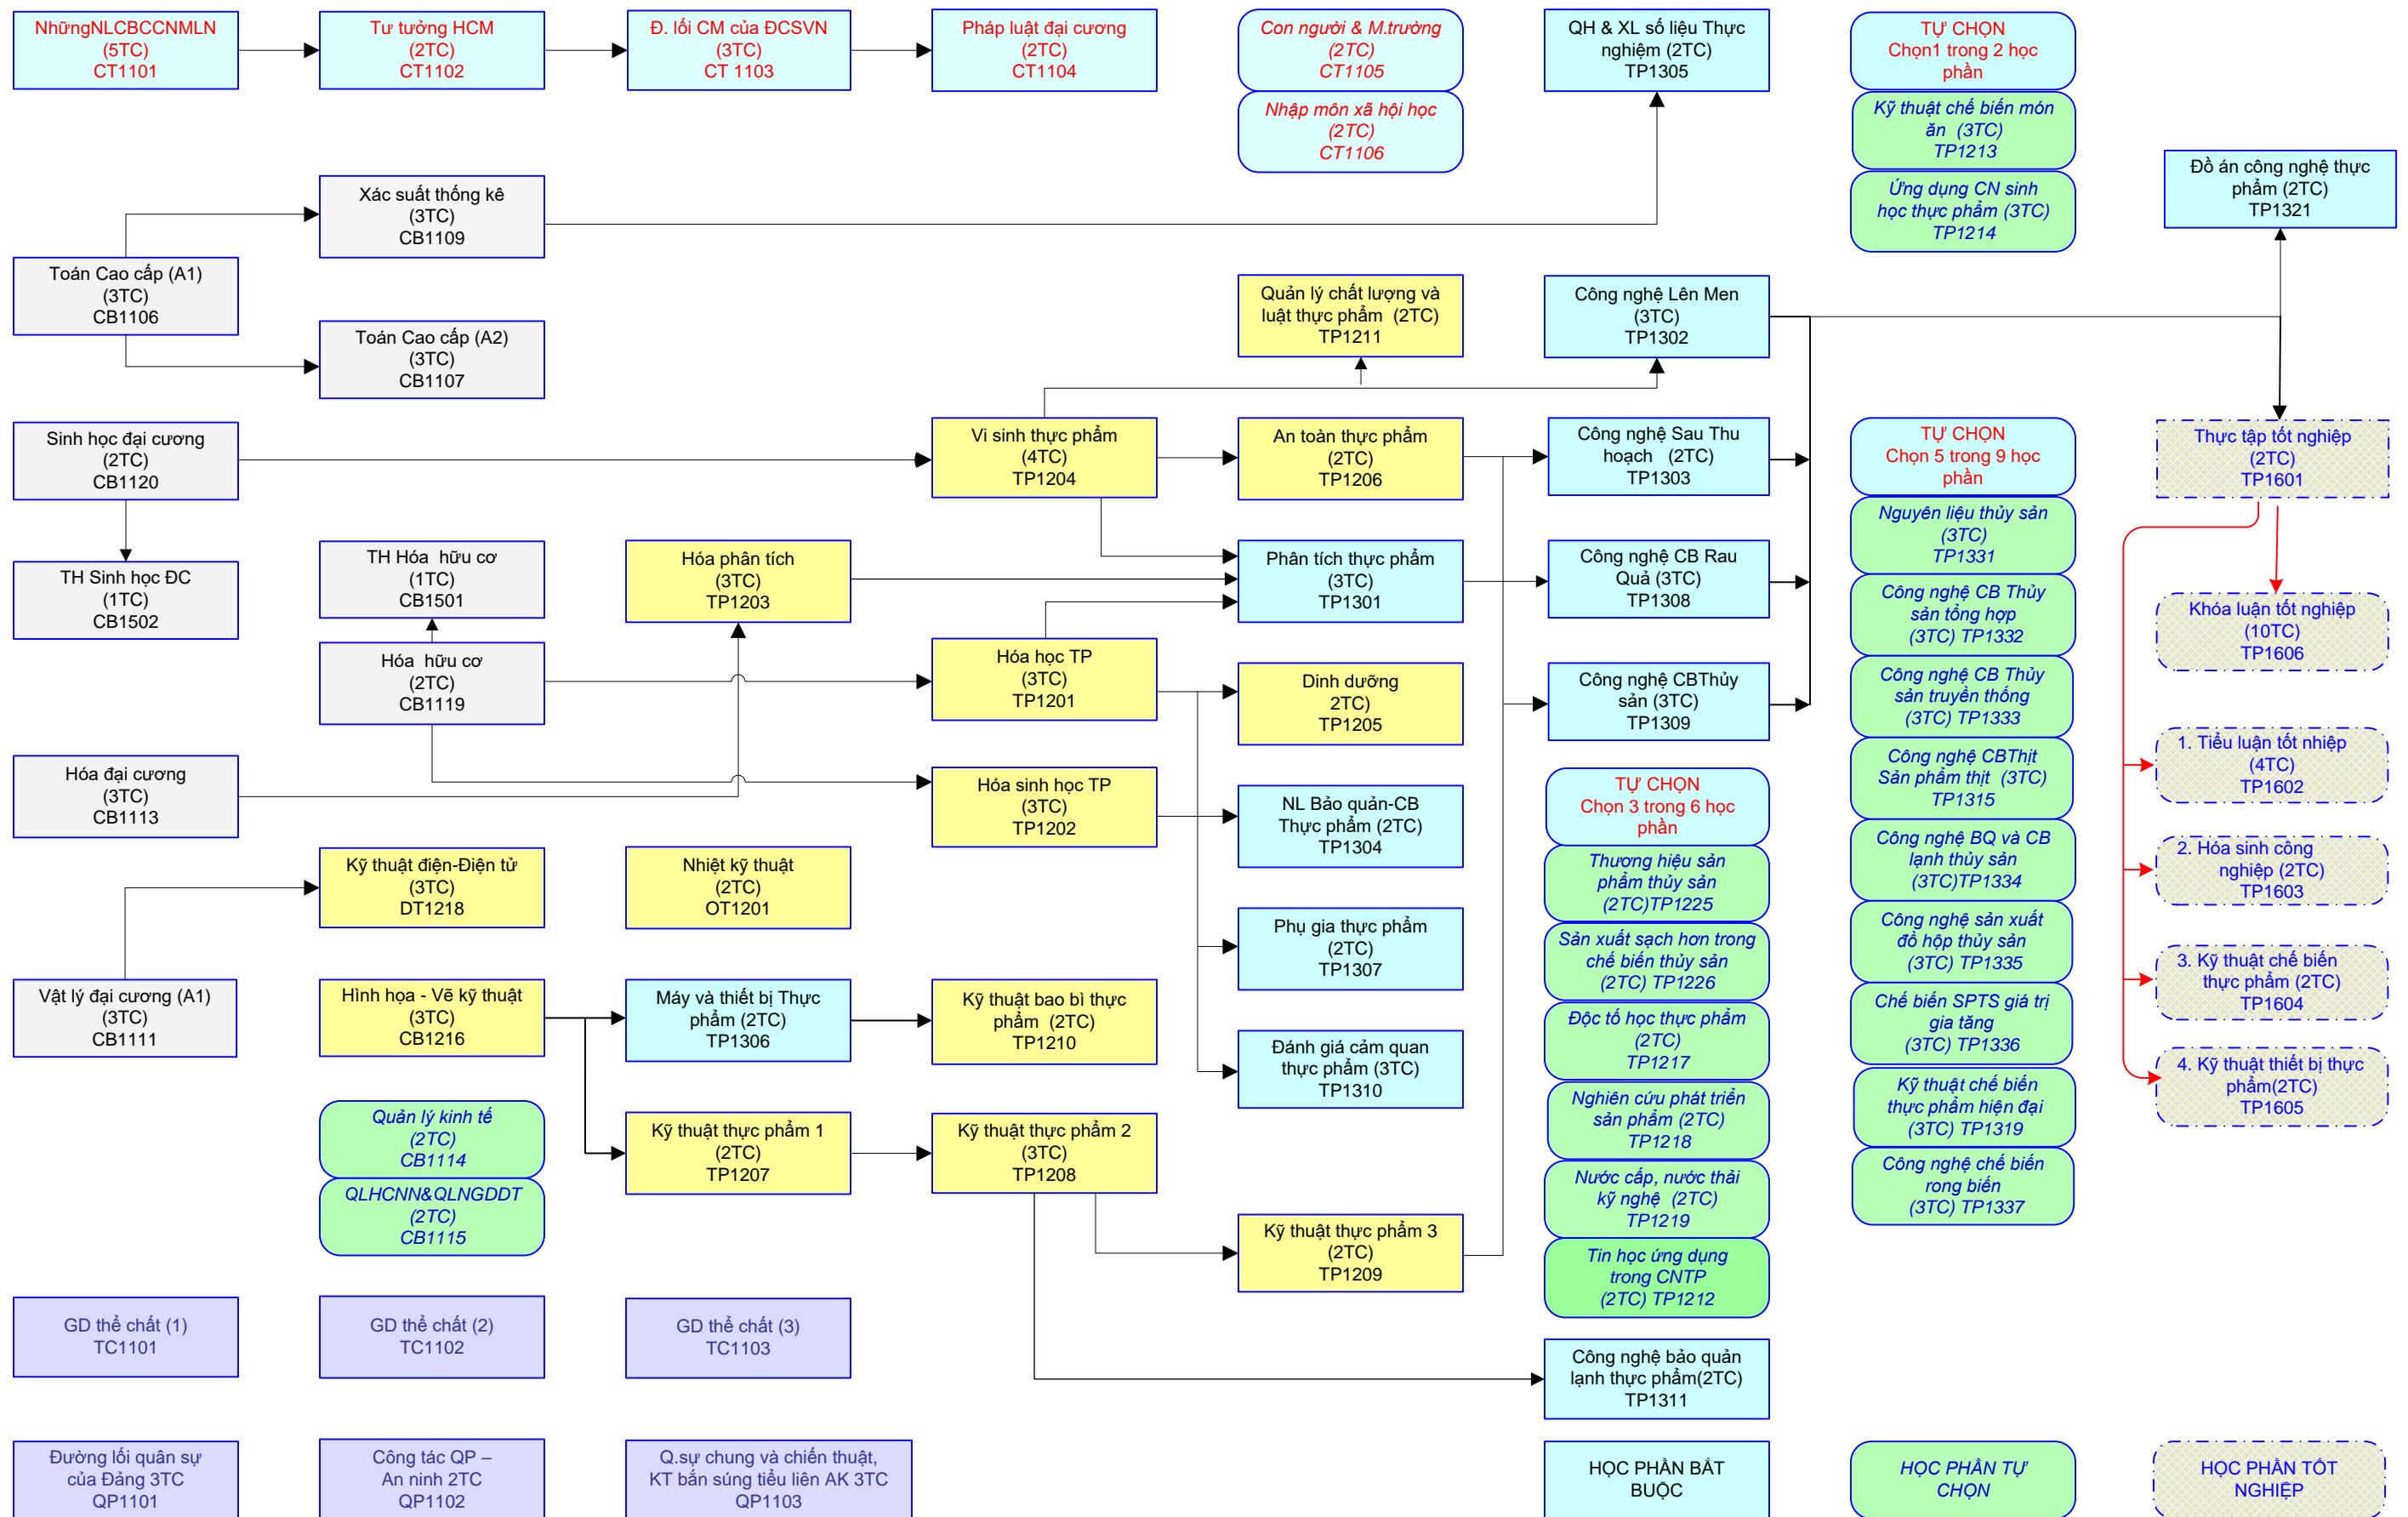 NhữngNLCBCCNMLN
(5TC)
CT1101
Tư tưởng HCM
(2TC)
CT1102
Đ. lối CM của ĐCSVN
(3TC)
CT 1103
Pháp luật đại cương
(2TC)
CT1104
Con người & M.trường
(2TC)
CT1105
Nhập môn xã hội học
(2TC)
CT1106
QH & XL số liệu Thực
nghiệm (2TC)
TP1305
TỰ CHỌN
Chọn1 trong 2 học
phần
Kỹ thuật chế biến món
ăn (3TC)
TP1213
Ứng dụng CN sinh
học thực phẩm (3TC)
TP1214
Đồ án công nghệ thực
phẩm (2TC)
TP1321
Xác suất thống kê
(3TC)
CB1109
Toán Cao cấp (A1)
(3TC)
CB1106
Toán Cao cấp (A2)
(3TC)
CB1107
Quản lý chất lượng và
luật thực phẩm (2TC)
TP1211
Công nghệ Lên Men
(3TC)
TP1302
Sinh học đại cương
(2TC)
CB1120
Vi sinh thực phẩm
(4TC)
TP1204
An toàn thực phẩm
(2TC)
TP1206
Công nghệ Sau Thu
hoạch (2TC)
TP1303
TỰ CHỌN
Chọn 5 trong 9 học
phần
Thực tập tốt nghiệp
(2TC)
TP1601
TH Sinh học ĐC
(1TC)
CB1502
TH Hóa hữu cơ
(1TC)
CB1501
Hóa phân tích
(3TC)
TP1203
Phân tích thực phẩm
(3TC)
TP1301
Công nghệ CB Rau
Quả (3TC)
TP1308
Nguyên liệu thủy sản
(3TC)
TP1331
Công nghệ CB Thủy
sản tổng hợp
(3TC) TP1332
Khóa luận tốt nghiệp
(10TC)
TP1606
Hóa hữu cơ
(2TC)
CB1119
Hóa học TP
(3TC)
TP1201
Dinh dưỡng
2TC)
TP1205
Công nghệ CBThủy
sản (3TC)
TP1309
Công nghệ CB Thủy
sản truyền thống
(3TC) TP1333
Công nghệ CBThịt
Sản phẩm thịt (3TC)
TP1315
1. Tiểu luận tốt nhiệp
(4TC)
TP1602
Hóa đại cương
(3TC)
CB1113
Hóa sinh học TP
(3TC)
TP1202
NL Bảo quản-CB
Thực phẩm (2TC)
TP1304
TỰ CHỌN
Chọn 3 trong 6 học
phần
Công nghệ BQ và CB
lạnh thủy sản
(3TC)TP1334
2. Hóa sinh công
nghiệp (2TC)
TP1603
Kỹ thuật điện-Điện tử
(3TC)
DT1218
Nhiệt kỹ thuật
(2TC)
OT1201
Thương hiệu sản
phẩm thủy sản
(2TC)TP1225
Công nghệ sản xuất
đồ hộp thủy sản
(3TC) TP1335
Phụ gia thực phẩm
(2TC)
TP1307
Sản xuất sạch hơn trong
chế biến thủy sản
(2TC) TP1226
3. Kỹ thuật chế biến
thực phẩm (2TC)
TP1604
Vật lý đại cương (A1)
(3TC)
CB1111
Hình họa - Vẽ kỹ thuật
(3TC)
CB1216
Máy và thiết bị Thực
phẩm (2TC)
TP1306
Kỹ thuật bao bì thực
phẩm (2TC)
TP1210
Đánh giá cảm quan
thực phẩm (3TC)
TP1310
Độc tố học thực phẩm
(2TC)
TP1217
Chế biến SPTS giá trị
gia tăng
(3TC) TP1336
4. Kỹ thuật thiết bị thực
phẩm(2TC)
TP1605
Quản lý kinh tế
(2TC)
CB1114
Kỹ thuật thực phẩm 1
(2TC)
TP1207
Kỹ thuật thực phẩm 2
(3TC)
TP1208
Nghiên cứu phát triển
sản phẩm (2TC)
TP1218
Kỹ thuật chế biến
thực phẩm hiện đại
(3TC) TP1319
QLHCNN&QLNGDDT
(2TC)
CB1115
Nước cấp, nước thải
kỹ nghệ (2TC)
TP1219
Công nghệ chế biến
rong biển
(3TC) TP1337
Kỹ thuật thực phẩm 3
(2TC)
TP1209
Tin học ứng dụng
trong CNTP
(2TC) TP1212
GD thể chất (1)
TC1101
GD thể chất (2)
TC1102
GD thể chất (3)
TC1103
Công nghệ bảo quản
lạnh thực phẩm(2TC)
TP1311
Đường lối quân sự
của Đảng 3TC
QP1101
Công tác QP –
An ninh 2TC
QP1102
Q.sự chung và chiến thuật,
KT bắn súng tiểu liên AK 3TC
QP1103
HỌC PHẦN BẮT
BUỘC
HỌC PHẦN TỰ
CHỌN
HỌC PHẦN TỐT
NGHIỆP